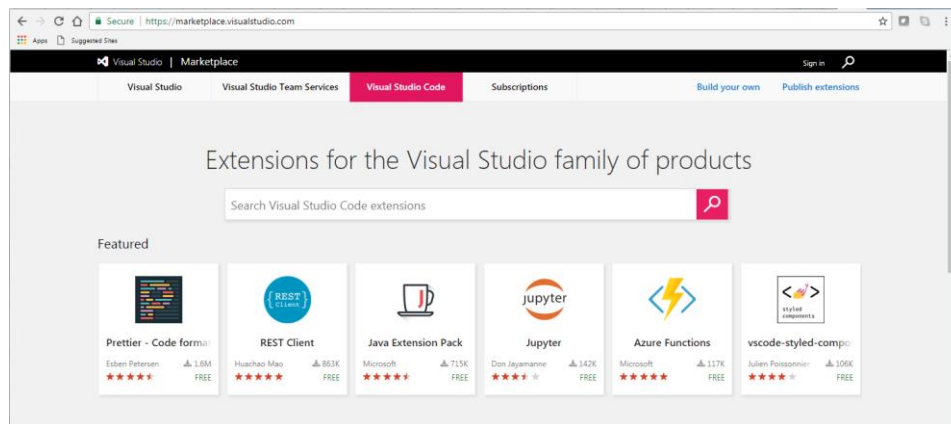 Secure | https://marketplace.visualstudio.com
Apps Suggested Sites
Visual Studio | Marketplace Sign in
Visual Studio Visual Studio Team Services Visual Studio Code Subscriptions Build your own Publish extensions
Extensions for the Visual Studio family of products
Search Visual Studio Code extensions
Featured
{REST}
Client
J
jupyter
styled
components
Prettier - Code forma REST Client Java Extension Pack Jupyter Azure Functions vscode-styled-compo
Esben Petersen 1.6M Huachao Mao 863K Microsoft 715K Don Jayamanne 142K Microsoft 117K Julien Poissonnier 106K
FREE FREE FREE FREE FREE FREE